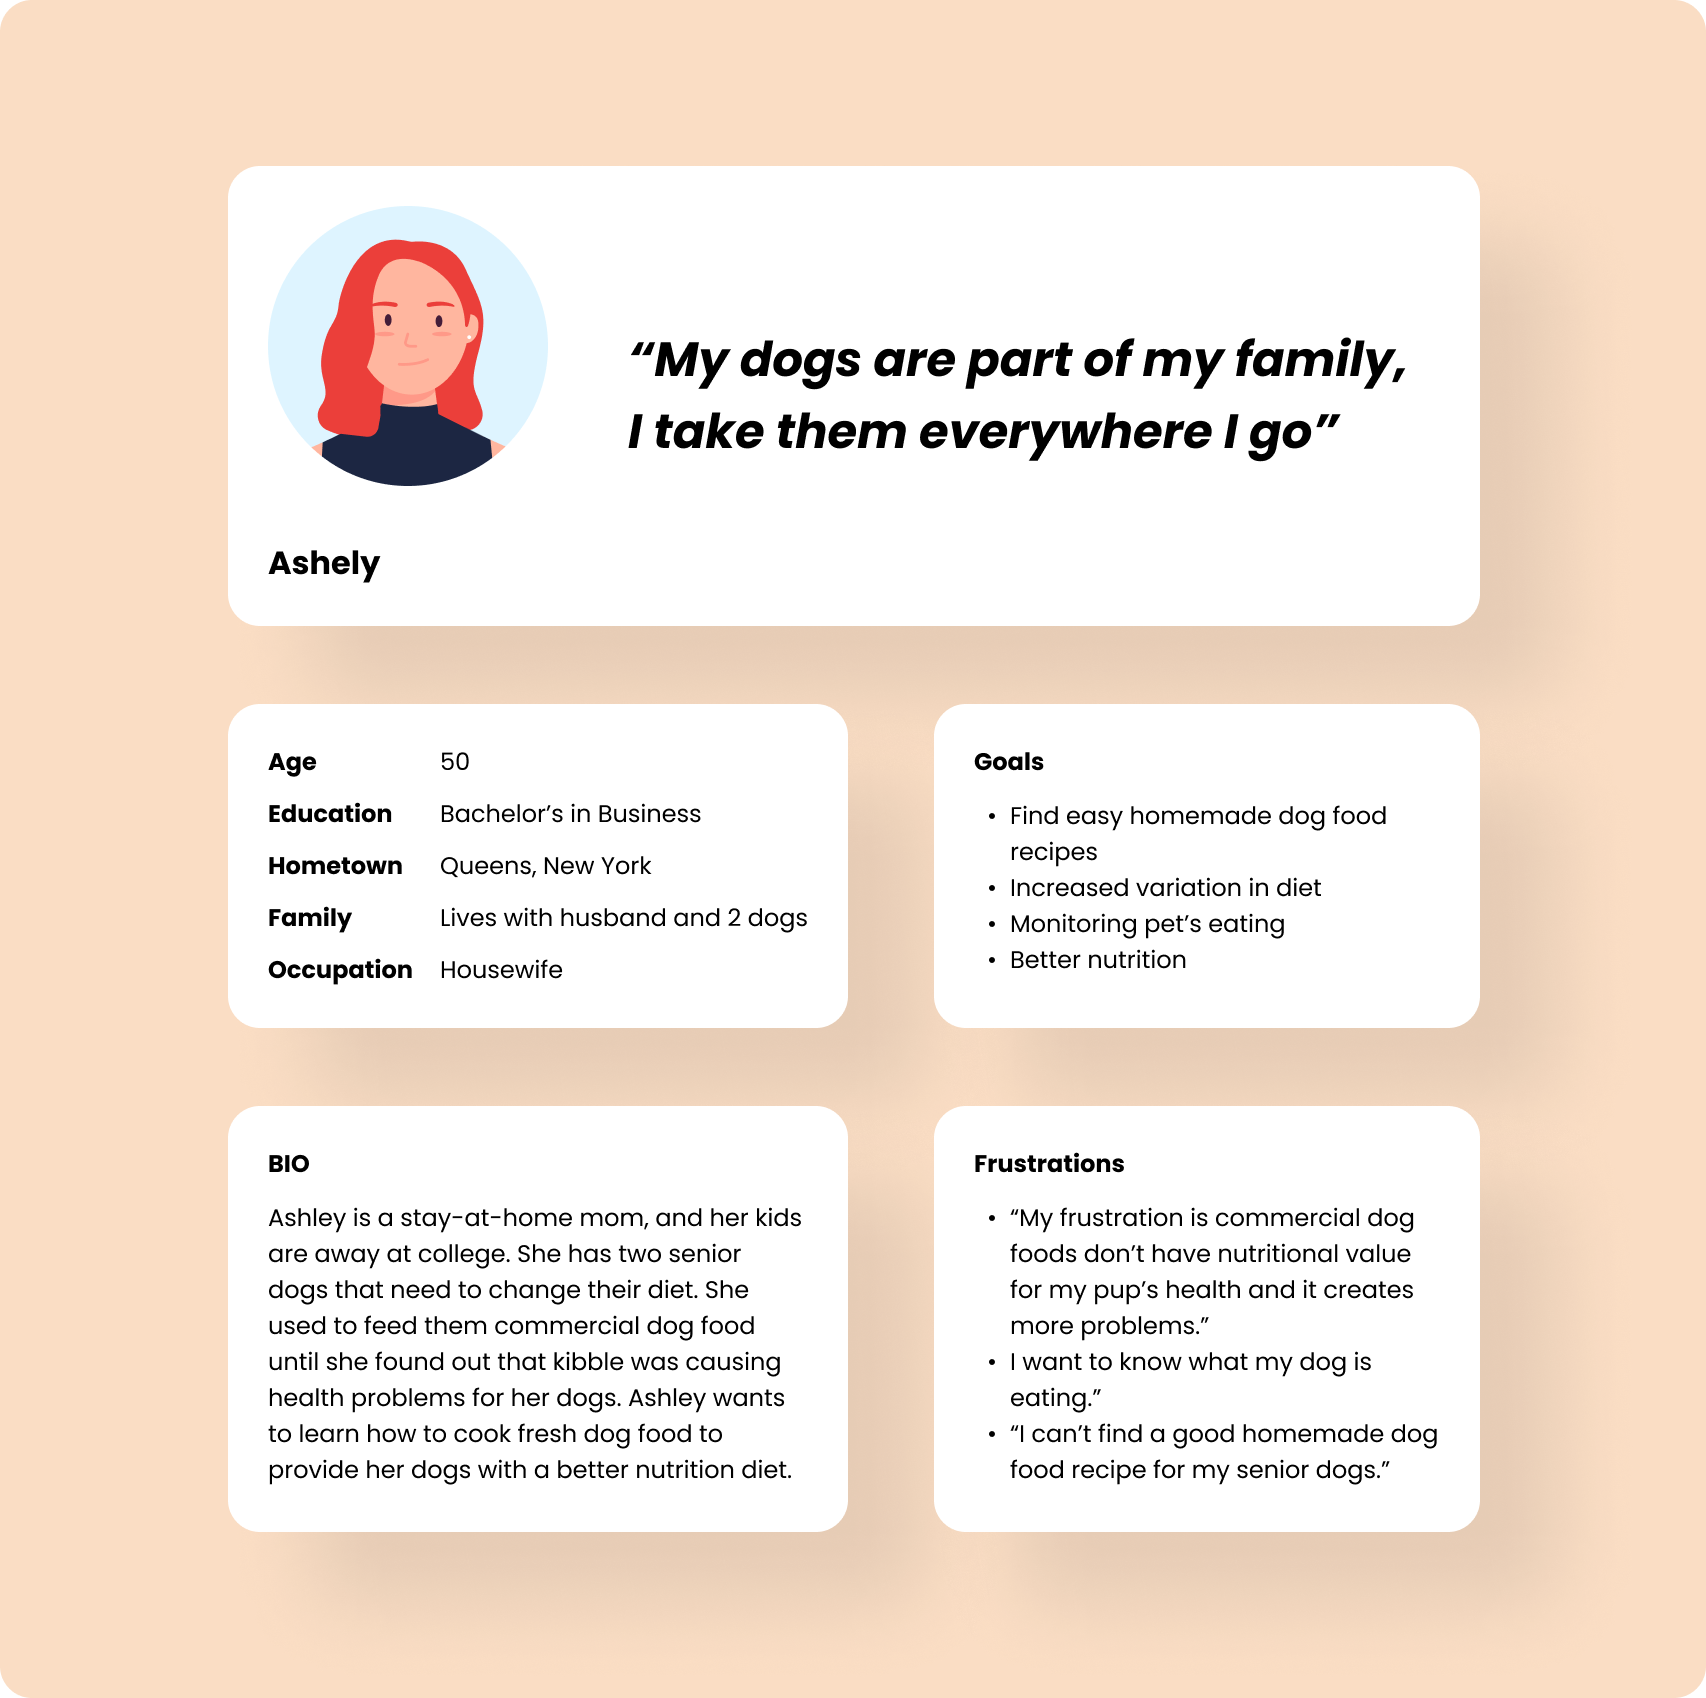 “My dogs are part of my family,
I take them everywhere I go”
Ashely
Age 50
Education Bachelor’s in Business
Hometown Queens, New York
Family Lives with husband and 2 dogs
Occupation Housewife
Goals
• Find easy homemade dog food
recipes
• Increased variation in diet
• Monitoring pet’s eating
• Better nutrition
BIO
Ashley is a stay-at-home mom, and her kids
are away at college. She has two senior
dogs that need to change their diet. She
used to feed them commercial dog food
until she found out that kibble was causing
health problems for her dogs. Ashley wants
to learn how to cook fresh dog food to
provide her dogs with a better nutrition diet.
Frustrations
• “My frustration is commercial dog
foods don’t have nutritional value
for my pup’s health and it creates
more problems.”
• I want to know what my dog is
eating.”
• “I can’t find a good homemade dog
food recipe for my senior dogs.”